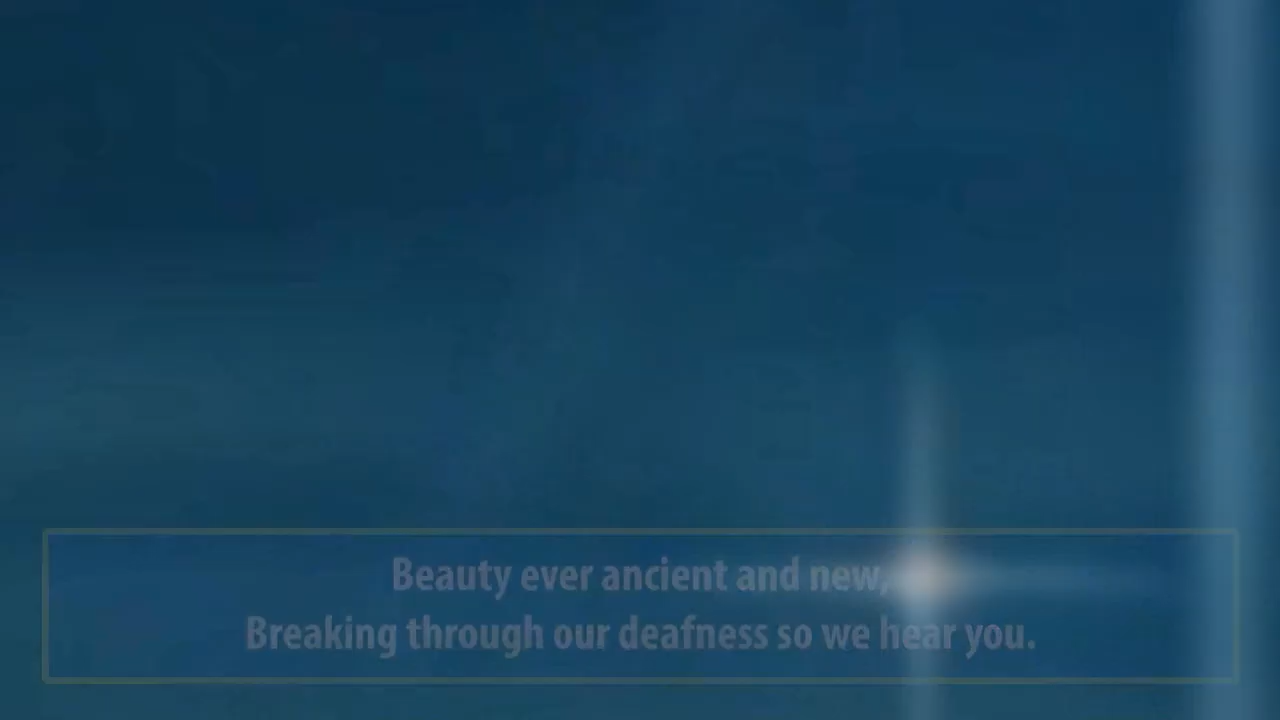 Beauty ever ancient and new,
Breaking through our deafness so we hear you.